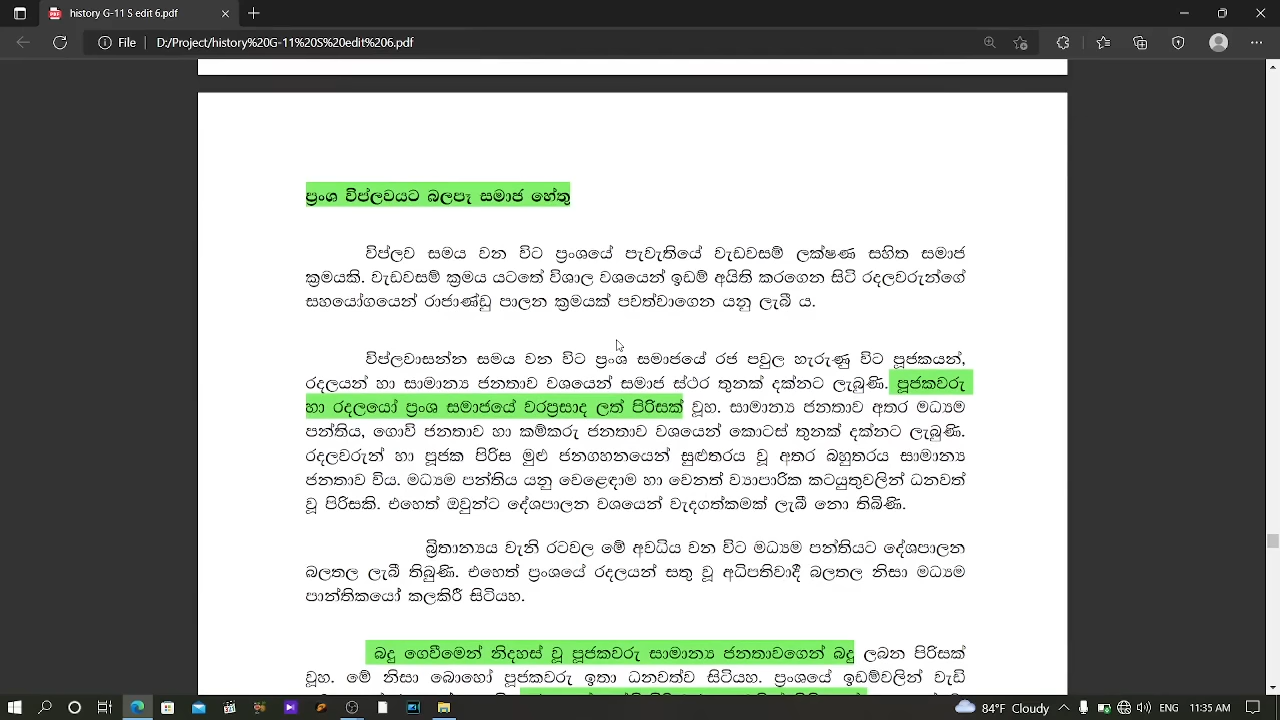 history G-11 S edit 6.pdf
File D:/Project/history%20G-11%20S%20edit%206.pdf
ප්‍රංශ විප්ලවයට බලපෑ සමාජ හේතු
විප්ලව සමය වන විට ප්‍රංශයේ පැවැතියේ වැඩවසම් ලක්ෂණ සහිත සමාජ
ක්‍රමයකි. වැඩවසම් ක්‍රමය යටතේ විශාල වශයෙන් ඉඩම් අයිති කරගෙන සිටි රදලවරුන්ගේ
සහයෝගයෙන් රාජාණ්ඩු පාලන ක්‍රමයක් පවත්වාගෙන යනු ලැබී ය.
විප්ලවාසන්න සමය වන විට ප්‍රංශ සමාජයේ රජ පවුල හැරුණු විට පූජකයන්,
රදලයන් හා සාමාන්‍ය ජනතාව වශයෙන් සමාජ ස්ථර තුනක් දක්නට ලැබුණි. පූජකවරු
හා රදලයෝ ප්‍රංශ සමාජයේ වරප්‍රසාද ලත් පිරිසක් වූහ. සාමාන්‍ය ජනතාව අතර මධ්‍යම
පන්තිය, ගොවි ජනතාව හා කම්කරු ජනතාව වශයෙන් කොටස් තුනක් දක්නට ලැබුණි.
රදලවරුන් හා පූජක පිරිස මුළු ජනගහනයෙන් සුළුතරය වූ අතර බහුතරය සාමාන්‍ය
ජනතාව විය. මධ්‍යම පන්තිය යනු වෙළෙඳාම හා වෙනත් ව්‍යාපාරික කටයුතුවලින් ධනවත්
වූ පිරිසකි. එහෙත් ඔවුන්ට දේශපාලන වශයෙන් වැදගත්කමක් ලැබී නො තිබිණි.
බ්‍රිතාන්‍යය වැනි රටවල මේ අවධිය වන විට මධ්‍යම පන්තියට දේශපාලන
බලතල ලැබී තිබුණි. එහෙත් ප්‍රංශයේ රදලයන් සතු වූ අධිපතිවාදී බලතල නිසා මධ්‍යම
පාන්තිකයෝ කලකිරී සිටියහ.
බදු ගෙවීමෙන් නිදහස් වූ පූජකවරු සාමාන්‍ය ජනතාවගෙන් බදු ලබන පිරිසක්
වූහ. මේ නිසා බොහෝ පූජකවරු ඉතා ධනවත්ව සිටියහ. ප්‍රංශයේ ඉඩම්වලින් වැඩි
84°F Cloudy ENG 11:35 AM